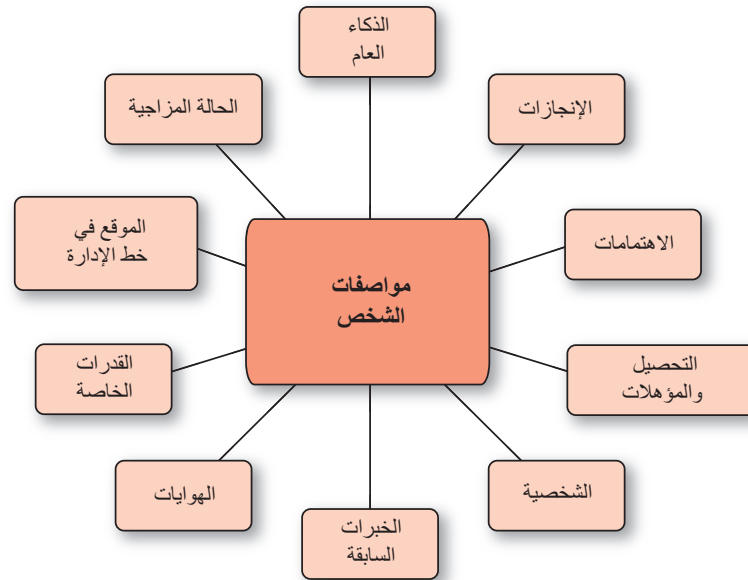 الذكاء
العام
الإنجازات
الحالة المزاجية
الاهتمامات
الموقع في
خط الإدارة
مواصفات
الشخص
التحصيل
والمؤهلات
القدرات
الخاصة
الشخصية
الهوايات
الخبرات
السابقة